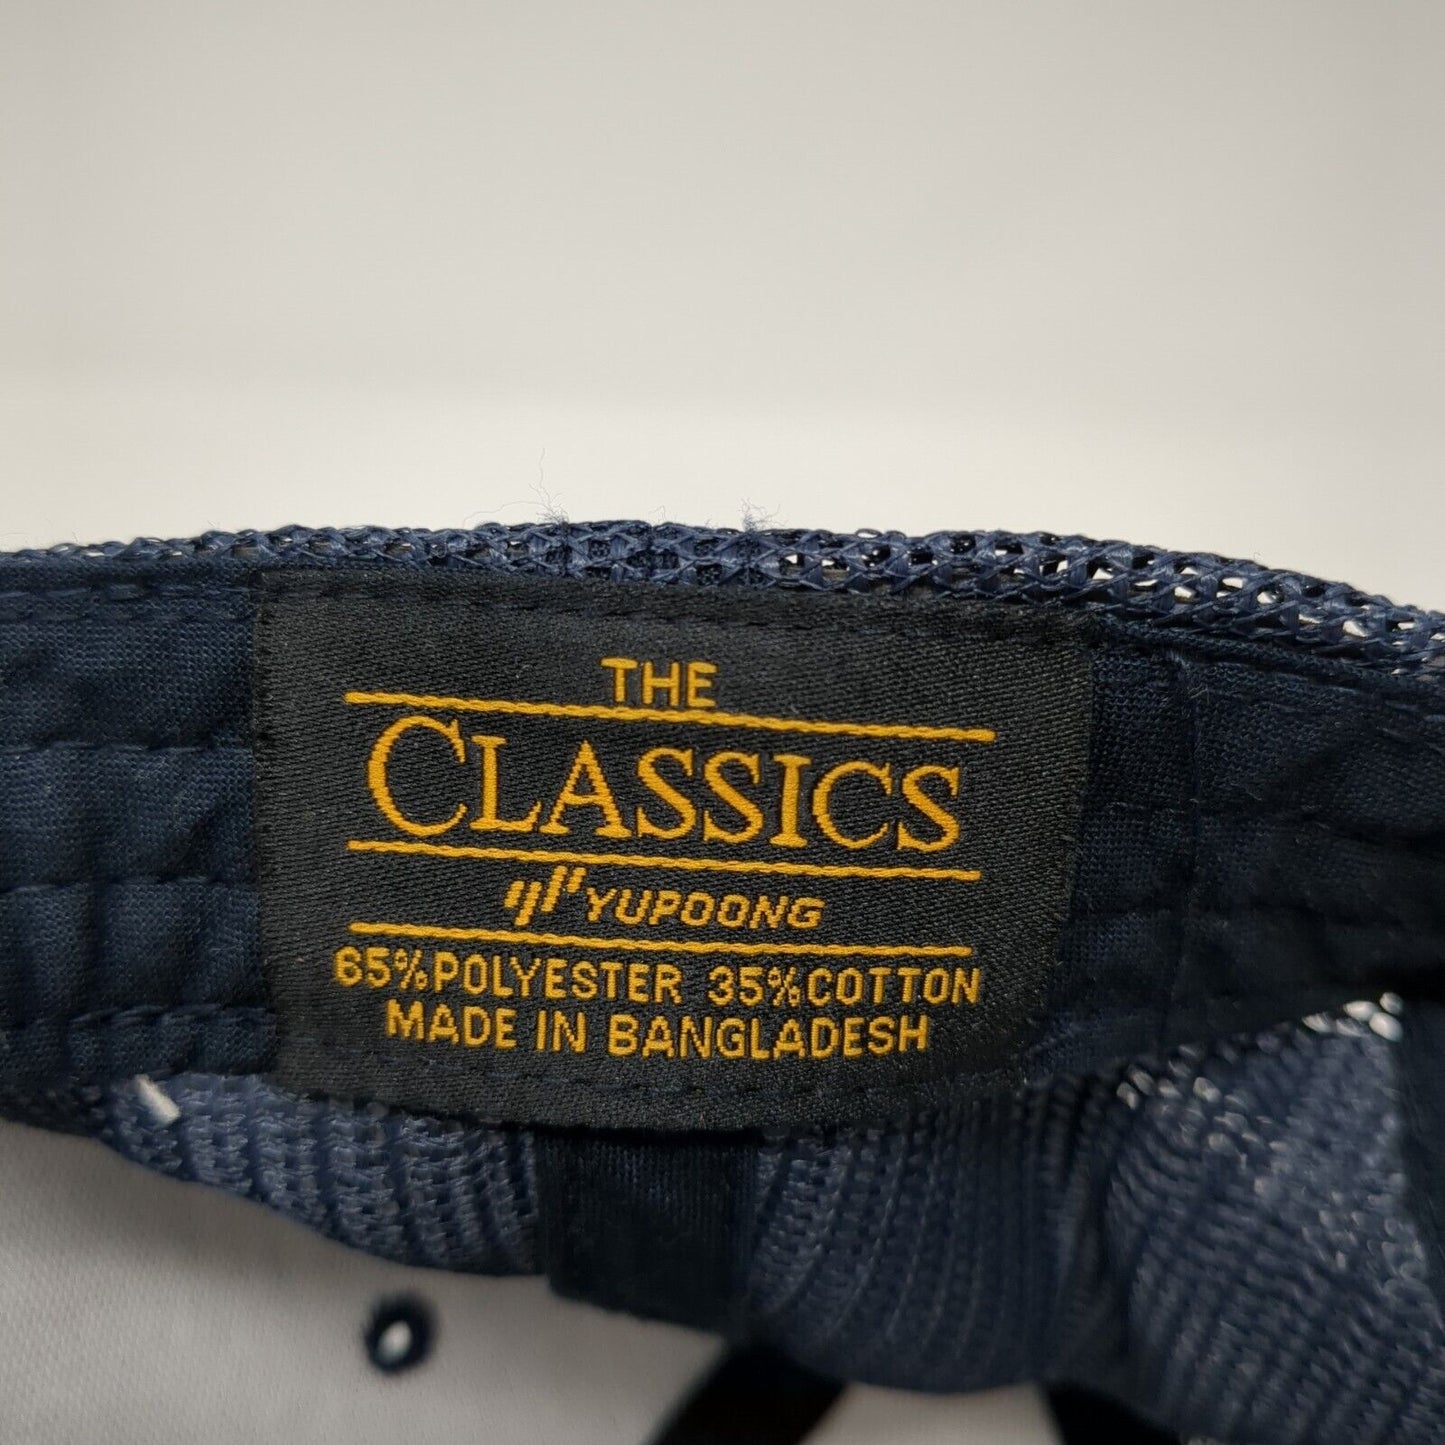 THE
CLASSICS
YUPOONG
65%POLYESTER 35%COTTON
MADE IN BANGLADESH